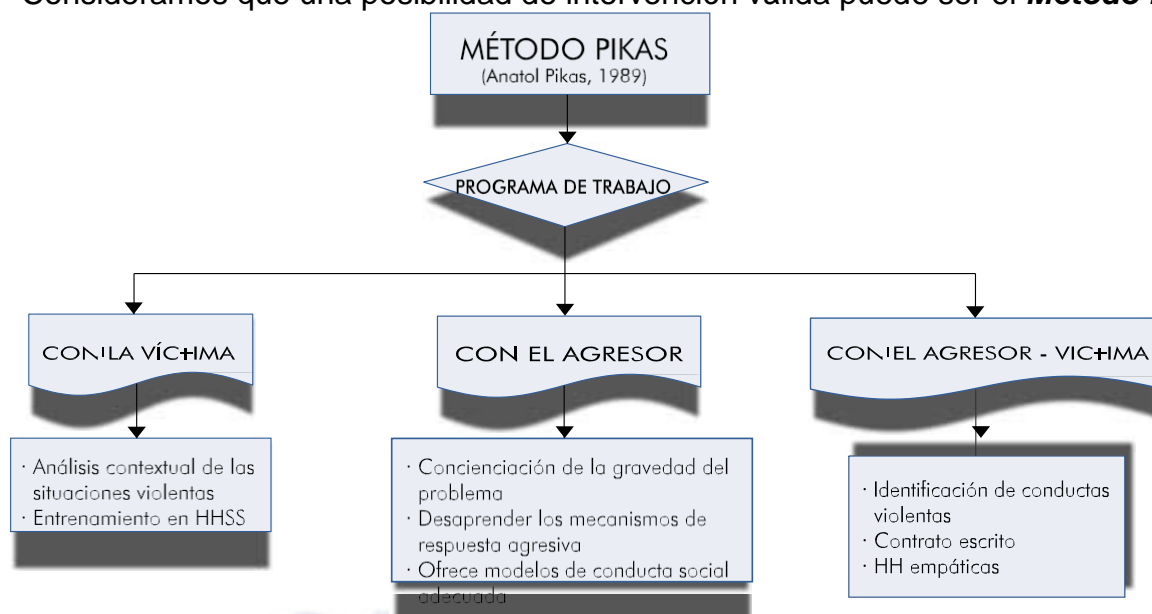 Consideramos que una posibilidad de intervención válida puede ser el Método
MÉTODO PIKAS
(Anatol Pikas, 1989)
PROGRAMA DE TRABAJO
CON LA VÍCTIMA
CON EL AGRESOR
CON EL AGRESOR - VICTIMA
· Análisis contextual de las
situaciones violentas
· Entrenamiento en HHSS
· Concienciación de la gravedad del
problema
· Desaprender los mecanismos de
respuesta agresiva
· Ofrece modelos de conducta social
adecuada
· Identificación de conductas
violentas
· Contrato escrito
· HH empáticas